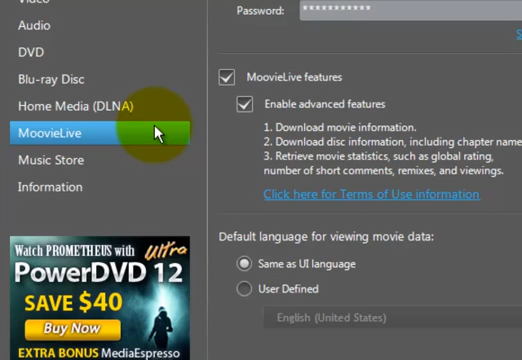 Video
Audio
DVD
Blu-ray Disc
Home Media (DLNA)
MoovieLive
Music Store
Information
Watch PROMETHEUS with Ultra
PowerDVD 12
SAVE $40
Buy Now
EXTRA BONUS MediaEspresso
Password: ***********
MoovieLive features
Enable advanced features
1. Download movie information.
2. Download disc information, including chapter name
3. Retrieve movie statistics, such as global rating,
number of short comments, remixes, and viewings.
Click here for Terms of Use information
Default language for viewing movie data:
Same as UI language
User Defined
English (United States)